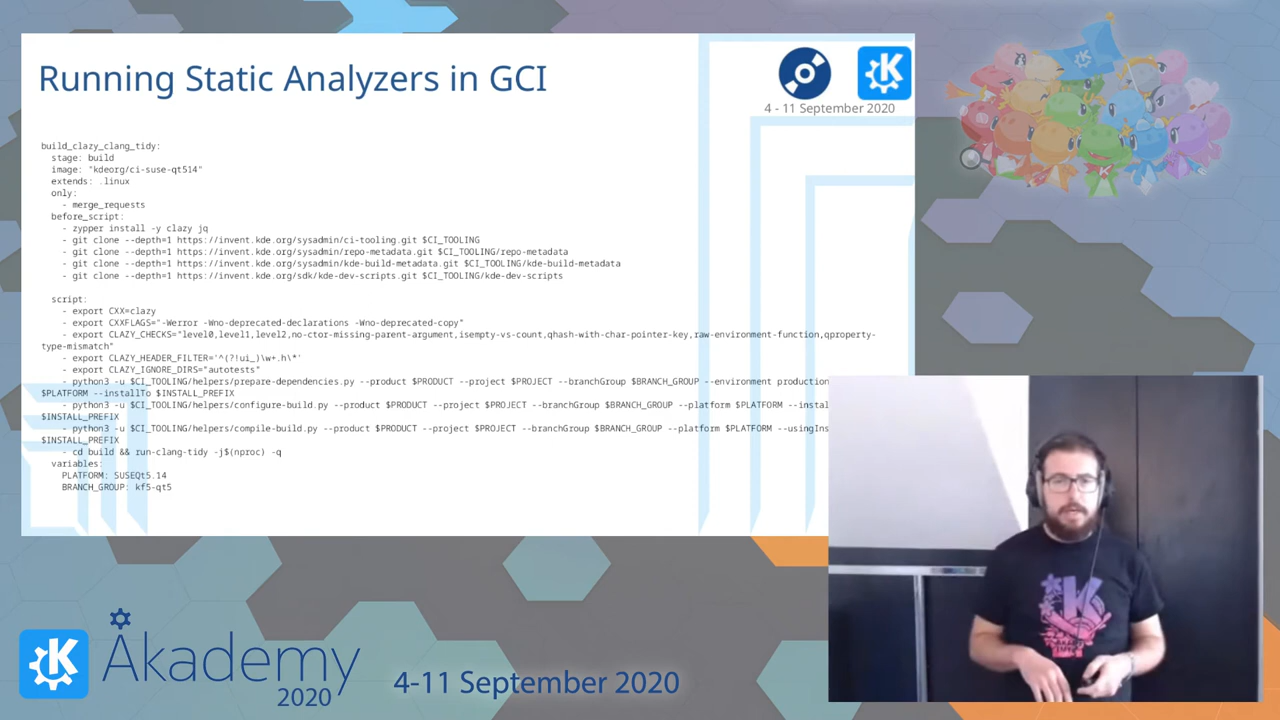 Running Static Analyzers in GCI
4 - 11 September 2020
build_clazy_clang_tidy:
stage: build
image: "kdeorg/ci-suse-qt514"
extends: .linux
only:
- merge_requests
before_script:
- zypper install -y clazy jq
- git clone --depth=1 https://invent.kde.org/sysadmin/ci-tooling.git $CI_TOOLING
- git clone --depth=1 https://invent.kde.org/sysadmin/repo-metadata.git $CI_TOOLING/repo-metadata
- git clone --depth=1 https://invent.kde.org/sysadmin/kde-build-metadata.git $CI_TOOLING/kde-build-metadata
- git clone --depth=1 https://invent.kde.org/sdk/kde-dev-scripts.git $CI_TOOLING/kde-dev-scripts
script:
- export CXX=clazy
- export CXXFLAGS="-Werror -Wno-deprecated-declarations -Wno-deprecated-copy"
- export CLAZY_CHECKS="level0,level1,level2,no-ctor-missing-parent-argument,isempty-vs-count,qhash-with-char-pointer-key,raw-environment-function,qproperty-
type-mismatch"
- export CLAZY_HEADER_FILTER='^(?!ui_)\w+.h\*'
- export CLAZY_IGNORE_DIRS="autotests"
- python3 -u $CI_TOOLING/helpers/prepare-dependencies.py --product $PRODUCT --project $PROJECT --branchGroup $BRANCH_GROUP --environment production
$PLATFORM --installTo $INSTALL_PREFIX
- python3 -u $CI_TOOLING/helpers/configure-build.py --product $PRODUCT --project $PROJECT --branchGroup $BRANCH_GROUP --platform $PLATFORM --instal
$INSTALL_PREFIX
- python3 -u $CI_TOOLING/helpers/compile-build.py --product $PRODUCT --project $PROJECT --branchGroup $BRANCH_GROUP --platform $PLATFORM --usingIns
$INSTALL_PREFIX
- cd build && run-clang-tidy -j$(nproc) -q
variables:
PLATFORM: SUSEQt5.14
BRANCH_GROUP: kf5-qt5
K
Akademy
2020
4-11 September 2020